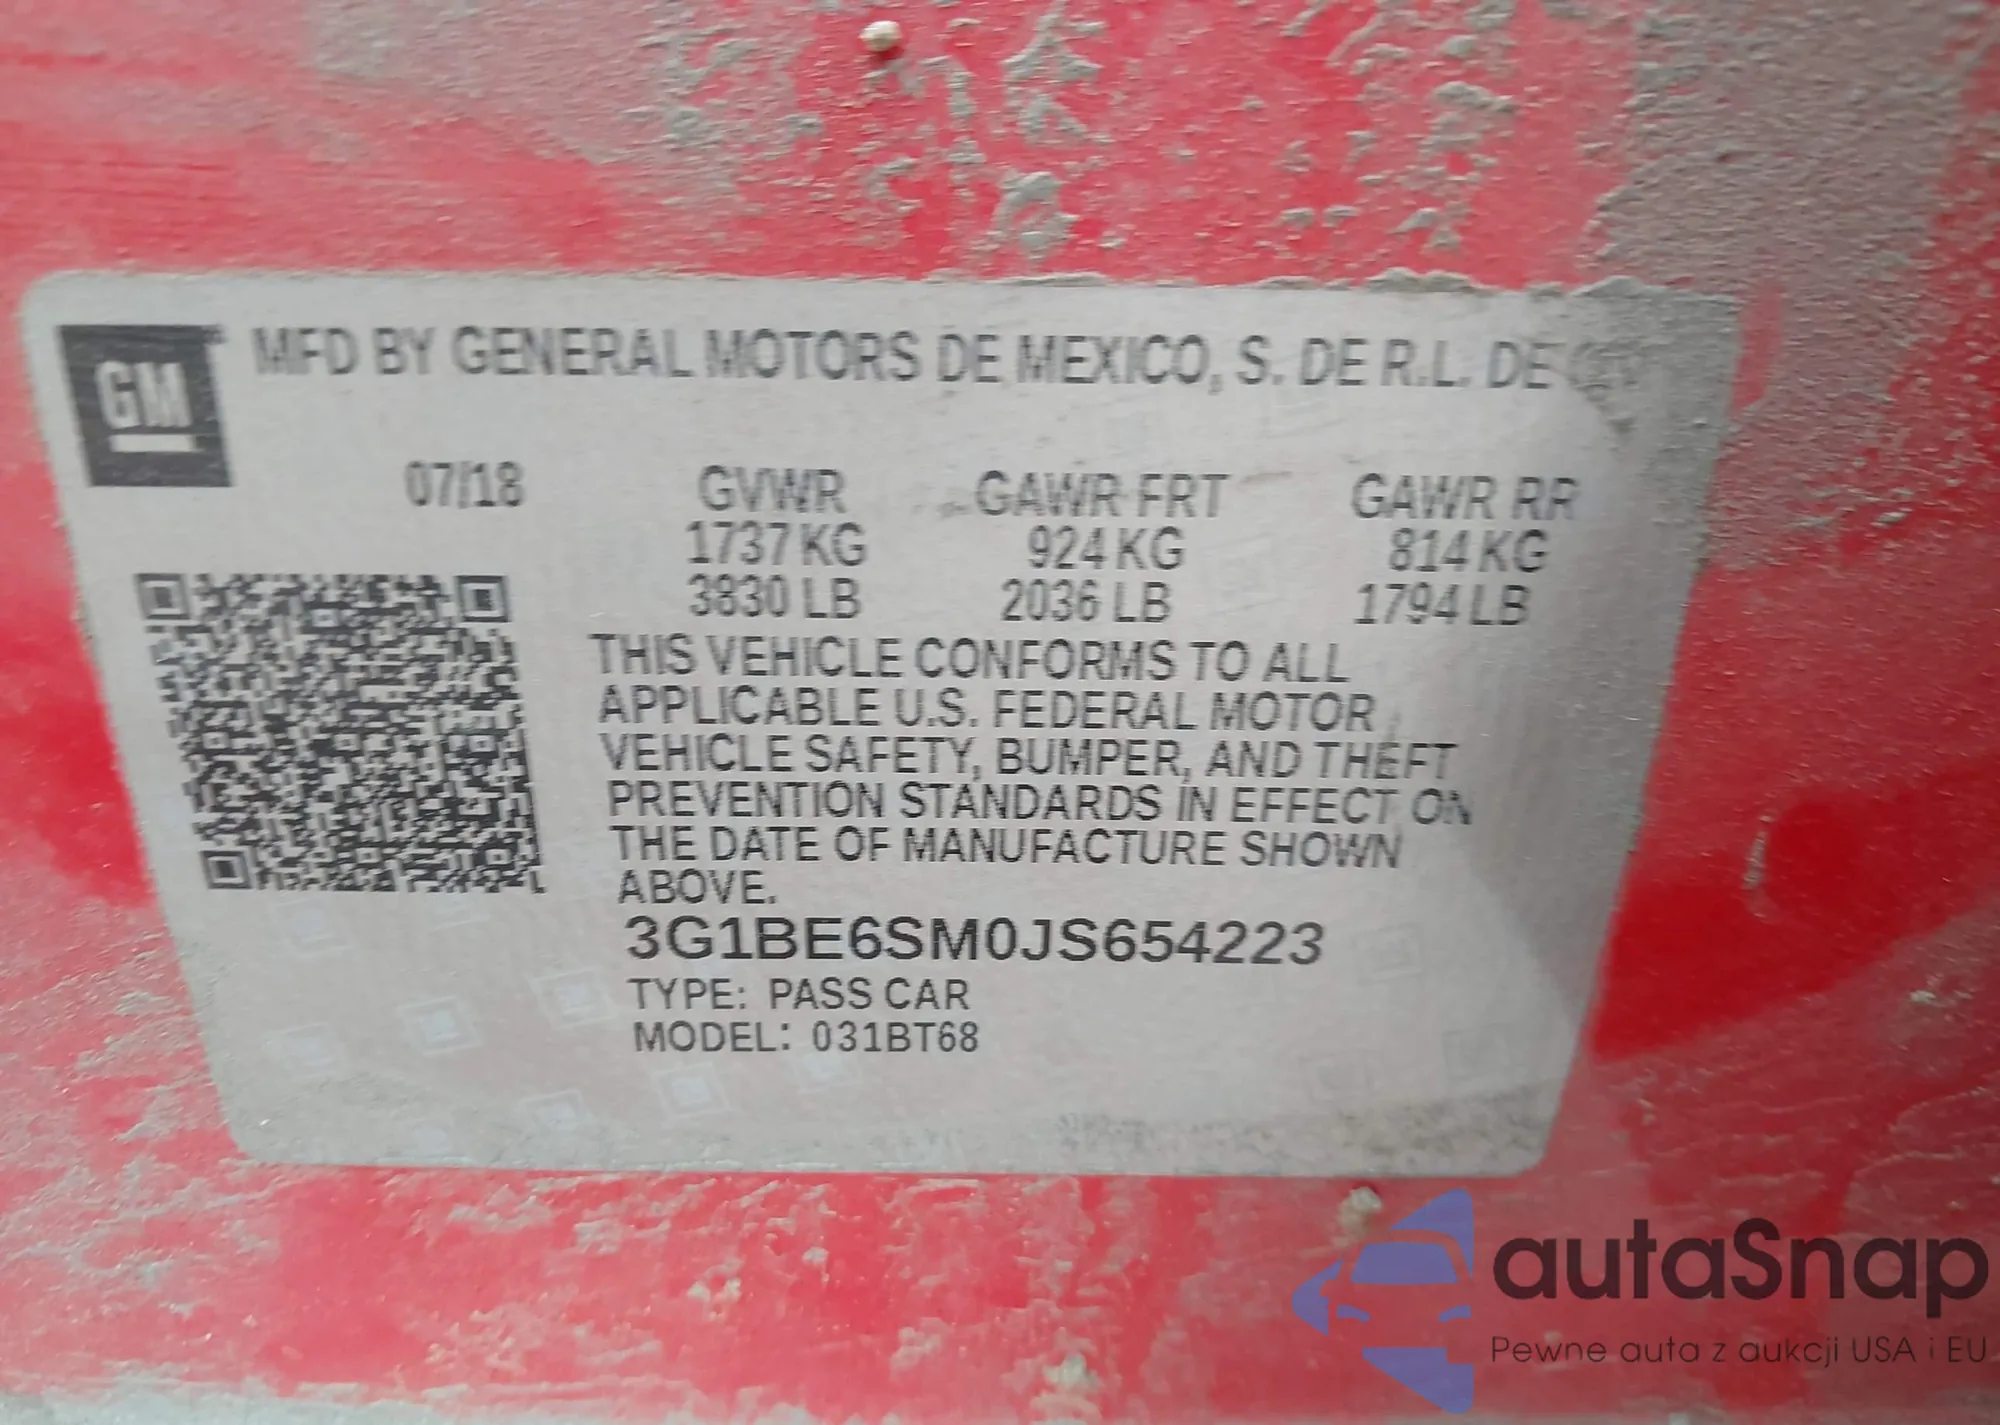 GM
MFD BY GENERAL MOTORS DE MEXICO, S. DE R.L. DE
07/18 GVWR GAWR FRT GAWR RR
1737 KG 924 KG 814 KG
3830 LB 2036 LB 1794 LB
THIS VEHICLE CONFORMS TO ALL
APPLICABLE U.S. FEDERAL MOTOR
VEHICLE SAFETY, BUMPER, AND THEFT
PREVENTION STANDARDS IN EFFECT ON
THE DATE OF MANUFACTURE SHOWN
ABOVE.
3G1BE6SM0JS654223
TYPE: PASS CAR
MODEL: 031BT68
autaSnap
Pewne auta z aukcji USA i EU